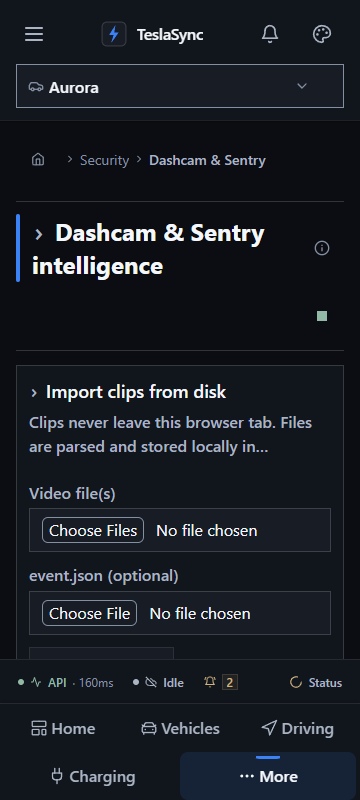 TeslaSync
Aurora
Security
Dashcam & Sentry
Dashcam & Sentry
intelligence
Import clips from disk
Clips never leave this browser tab. Files
are parsed and stored locally in...
Video file(s)
Choose Files No file chosen
event.json (optional)
Choose File No file chosen
API · 160ms
Idle
2
Status
Home
Vehicles
Driving
Charging
More